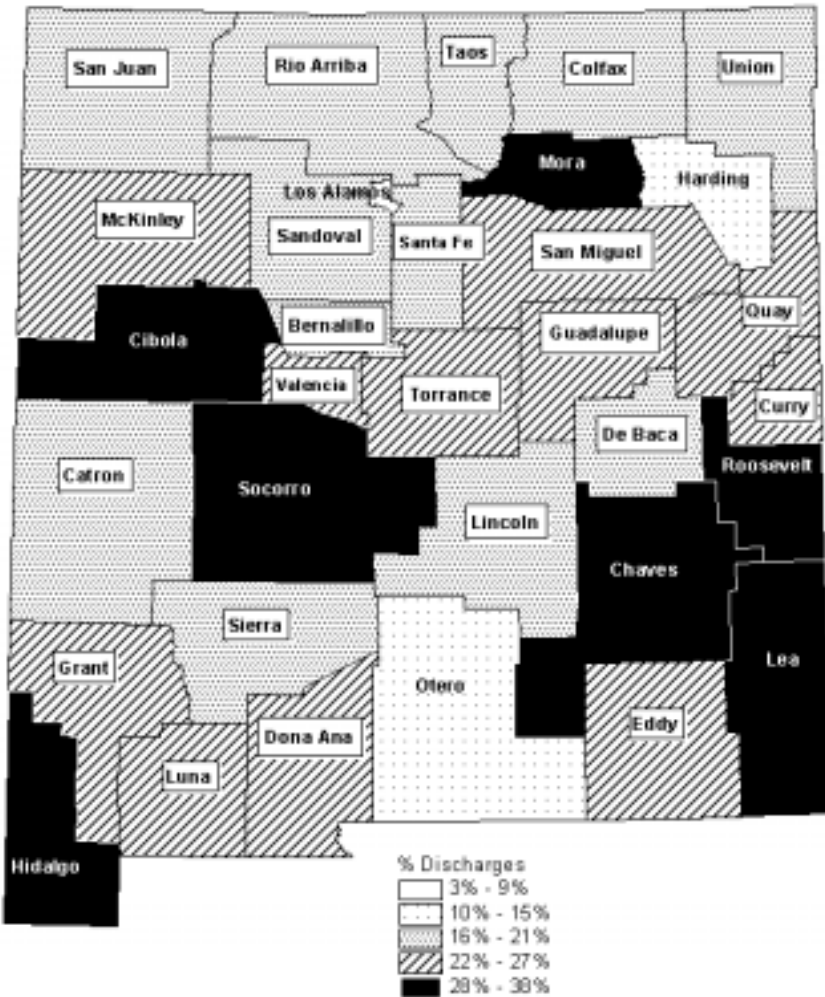 San Juan
Rio Arriba
Taos
Colfax
Union
Mora
Harding
Los Alamos
McKinley
Sandoval
Santa Fe
San Miguel
Quay
Bernalillo
Guadalupe
Cibola
Valencia
Torrance
Curry
De Baca
Roosevelt
Catron
Socorro
Lincoln
Chaves
Sierra
Grant
Otero
Lea
Eddy
Dona Ana
Luna
Hidalgo
% Discharges
3% - 9%
10% - 15%
16% - 21%
22% - 27%
28% - 38%